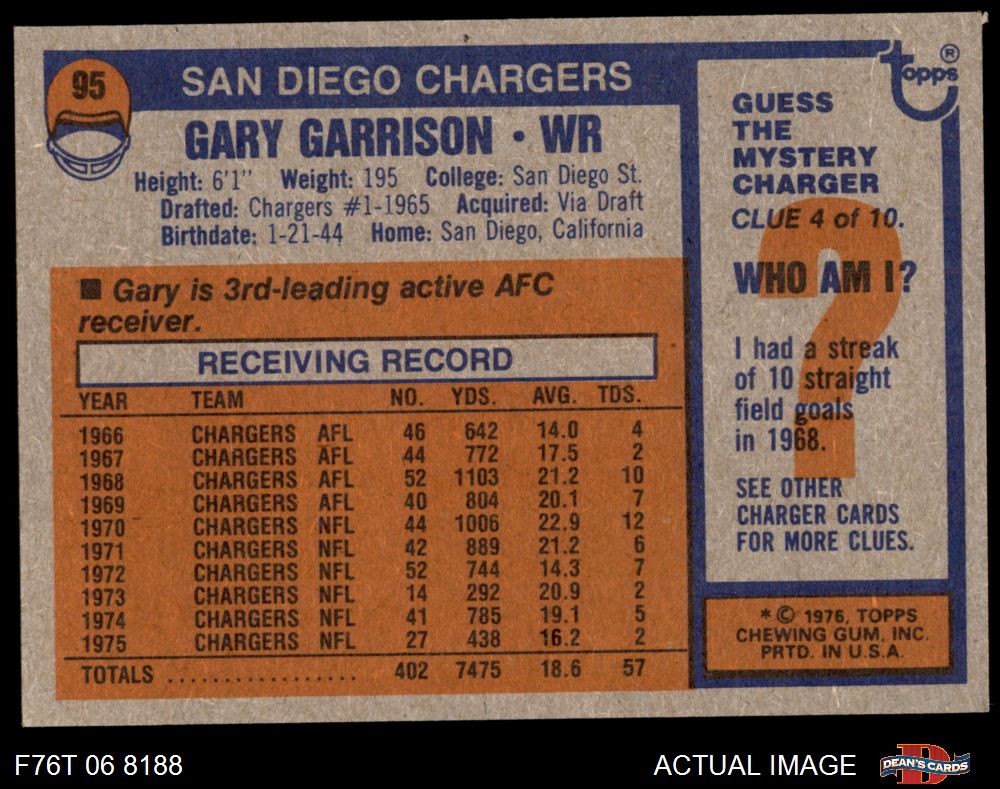 95
SAN DIEGO CHARGERS
GARY GARRISON • WR
Height: 6'1" Weight: 195 College: San Diego St.
Drafted: Chargers #1-1965 Acquired: Via Draft
Birthdate: 1-21-44 Home: San Diego, California
■ Gary is 3rd-leading active AFC
receiver.
RECEIVING RECORD
YEAR TEAM NO. YDS. AVG. TDS.
1966 CHARGERS AFL 46 642 14.0 4
1967 CHARGERS AFL 44 772 17.5 2
1968 CHARGERS AFL 52 1103 21.2 10
1969 CHARGERS AFL 40 804 20.1 7
1970 CHARGERS NFL 44 1006 22.9 12
1971 CHARGERS NFL 42 889 21.2 6
1972 CHARGERS NFL 52 744 14.3 7
1973 CHARGERS NFL 14 292 20.9 2
1974 CHARGERS NFL 41 785 19.1 5
1975 CHARGERS NFL 27 438 16.2 2
TOTALS ................. 402 7475 18.6 57
topps ®
GUESS
THE
MYSTERY
CHARGER
CLUE 4 of 10.
WHO AM I?
?
I had a streak
of 10 straight
field goals
in 1968.
SEE OTHER
CHARGER CARDS
FOR MORE CLUES.
* © 1976, TOPPS
CHEWING GUM, INC.
PRTD. IN U.S.A.
F76T 06 8188
ACTUAL IMAGE
D
DEAN'S CARDS